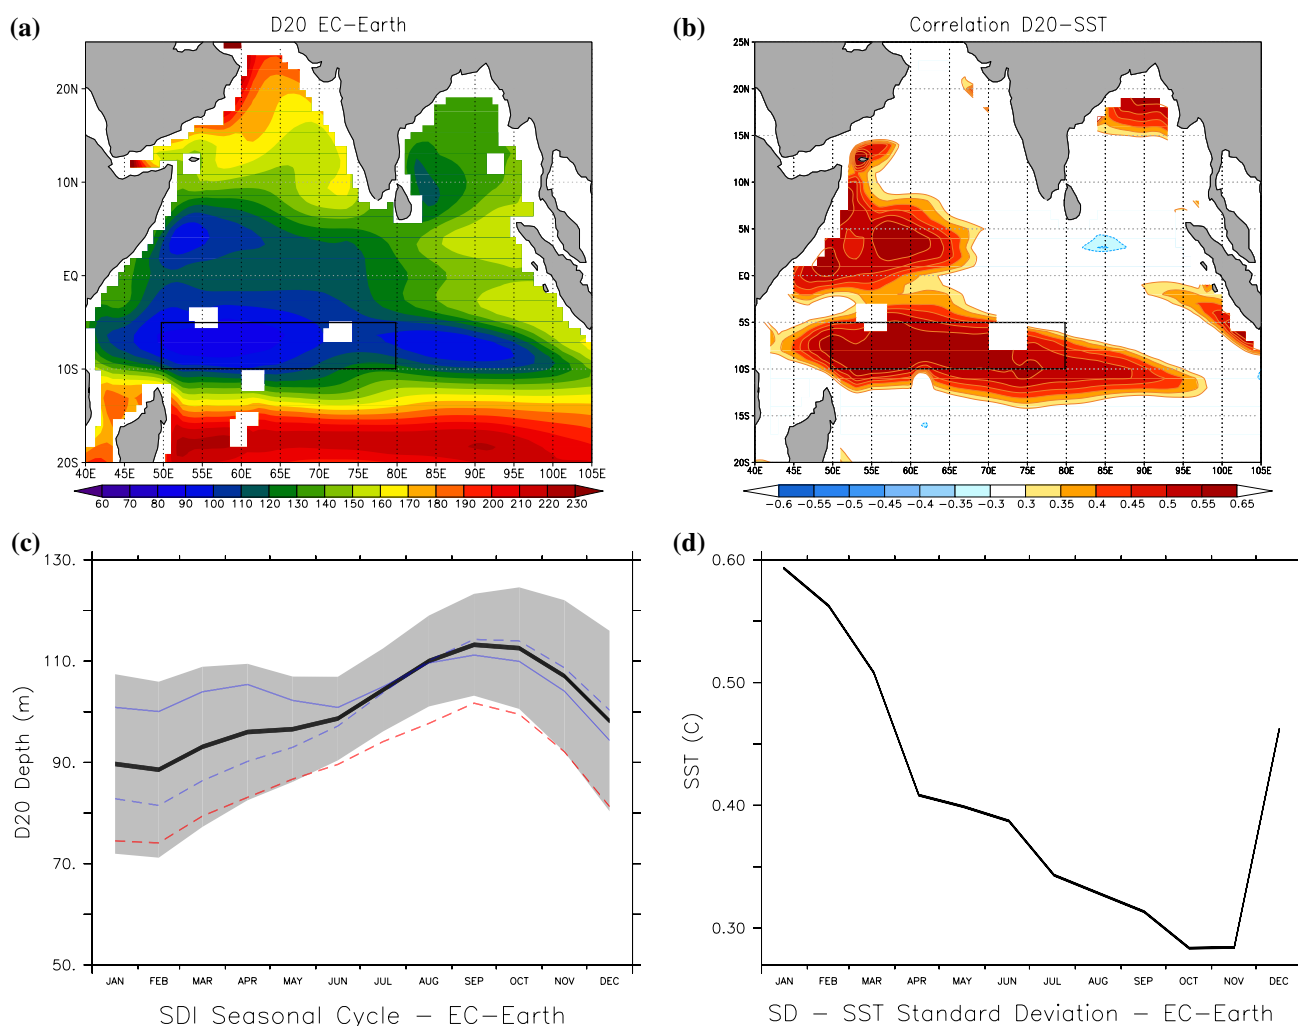 (a) D20 EC-Earth
20N
10N
EQ
10S
20S
40E 45E 50E 55E 60E 65E 70E 75E 80E 85E 90E 95E 100E 105E
60 70 80 90 100 110 120 130 140 150 160 170 180 190 200 210 220 230
(b) Correlation D20-SST
25N
20N
15N
10N
5N
EQ
5S
10S
15S
20S
40E 45E 50E 55E 60E 65E 70E 75E 80E 85E 90E 95E 100E 105E
-0.6 -0.55 -0.5 -0.45 -0.4 -0.35 -0.3 0.3 0.35 0.4 0.45 0.5 0.55 0.65
(c)
130.
110.
90.
70.
50.
D20 Depth (m)
JAN FEB MAR APR MAY JUN JUL AUG SEP OCT NOV DEC
SDI Seasonal Cycle - EC-Earth
(d)
0.60
0.50
0.40
0.30
SST (C)
JAN FEB MAR APR MAY JUN JUL AUG SEP OCT NOV DEC
SD - SST Standard Deviation - EC-Earth